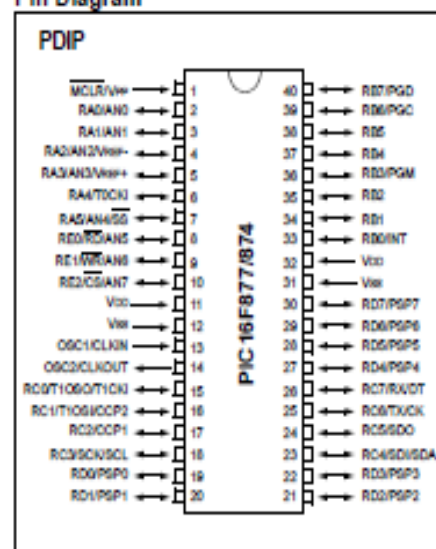 Pin Diagram
PDIP
MCLR/VPP 1 40 RB7/PGD
RA0/AN0 2 39 RB6/PGC
RA1/AN1 3 38 RB5
RA2/AN2/VREF- 4 37 RB4
RA3/AN3/VREF+ 5 36 RB3/PGM
RA4/T0CKI 6 35 RB2
RA5/AN4/SS 7 34 RB1
RE0/RD/AN5 8 33 RB0/INT
RE1/WR/AN6 9 32 VDD
RE2/CS/AN7 10 31 VSS
VDD 11 30 RD7/PSP7
VSS 12 29 RD6/PSP6
OSC1/CLKIN 13 28 RD5/PSP5
OSC2/CLKOUT 14 27 RD4/PSP4
RC0/T1OSO/T1CKI 15 26 RC7/RX/DT
RC1/T1OSI/CCP2 16 25 RC6/TX/CK
RC2/CCP1 17 24 RC5/SDO
RC3/SCK/SCL 18 23 RC4/SDI/SDA
RD0/PSP0 19 22 RD3/PSP3
RD1/PSP1 20 21 RD2/PSP2
PIC16F877/874